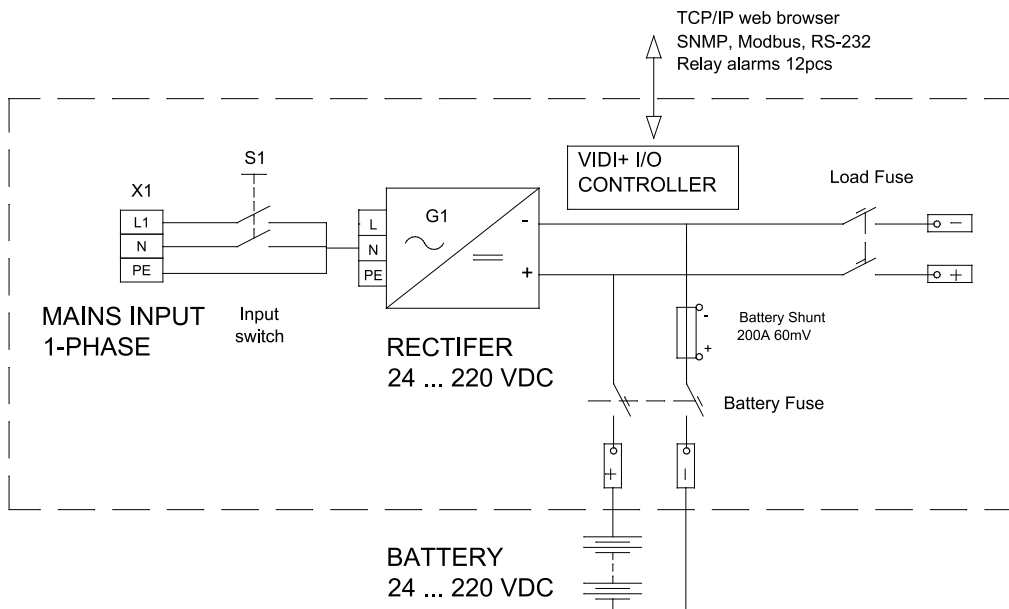 TCP/IP web browser
SNMP, Modbus, RS-232
Relay alarms 12pcs
VIDI+ I/O
CONTROLLER
S1
X1
L1
N
PE
L
N
PE
G1
-
+
Load Fuse
-
+
MAINS INPUT
1-PHASE
Input
switch
RECTIFER
24 ... 220 VDC
-
+
Battery Shunt
200A 60mV
Battery Fuse
+
-
BATTERY
24 ... 220 VDC